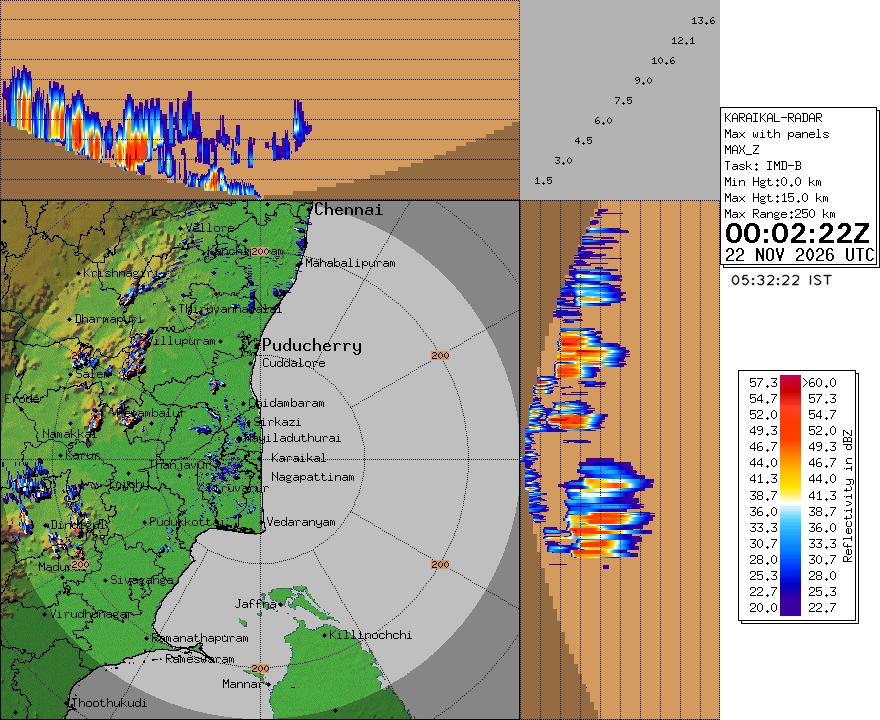 13.6
12.1
10.6
9.0
7.5
6.0
4.5
3.0
1.5
KARAIKAL-RADAR
Max with panels
MAX_Z
Task: IMD-B
Min Hgt:0.0 km
Max Hgt:15.0 km
Max Range:250 km
00:02:22Z
22 NOV 2026 UTC
05:32:22 IST
Chennai
Vellore
200
Mahabalipuram
Krishnagiri
Thiruvannamalai
Dharmapuri
Villupuram
Puducherry
200
Cuddalore
Salem
Erode
Chidambaram
Perambalur
Sirkazi
Namakkal
Mayiladuthurai
Karur
Karaikal
Thanjavur
Nagapattinam
Pudukkottai
Vedaranyam
200
200
Sivaganga
Jaffna
Virudhunagar
Killinochchi
Ramanathapuram
Rameswaram
200
Mannar
Thoothukudi
57.3 >60.0
54.7 57.3
52.0 54.7
49.3 52.0
46.7 49.3
44.0 46.7
41.3 44.0
38.7 41.3
36.0 38.7
33.3 36.0
30.7 33.3
28.0 30.7
25.3 28.0
22.7 25.3
20.0 22.7
Reflectivity in dBZ